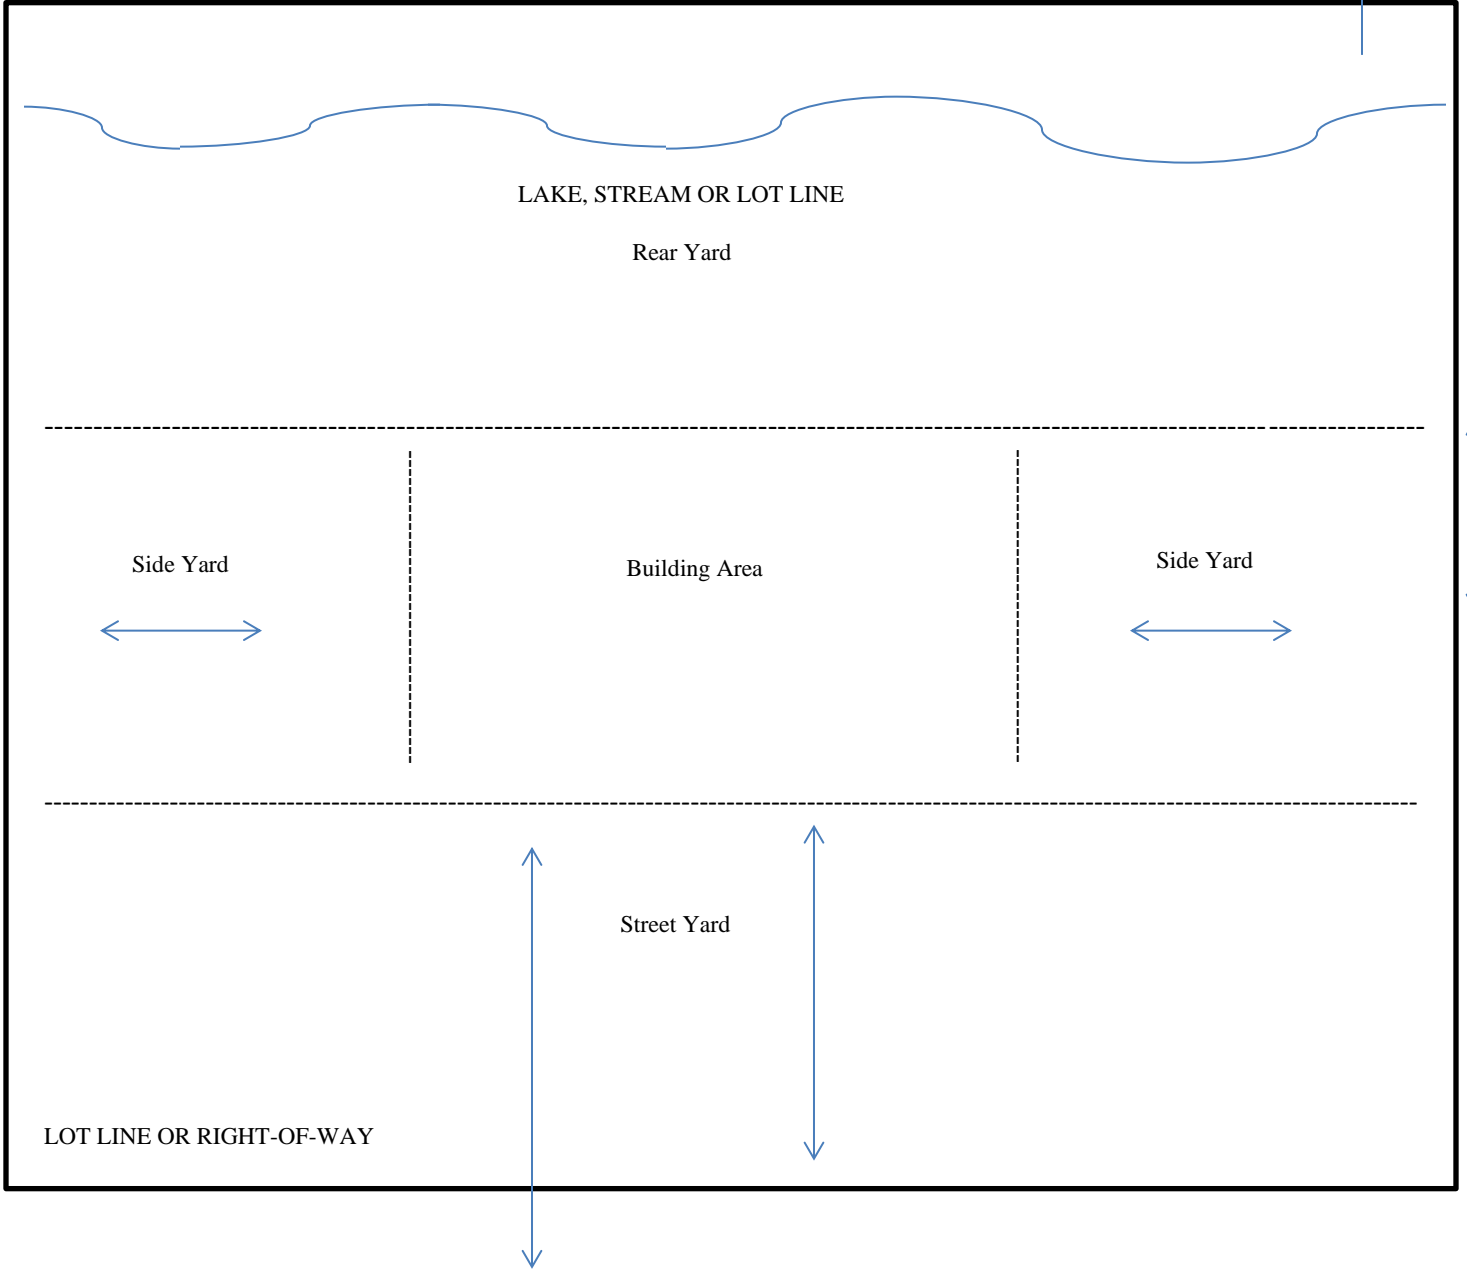 LAKE, STREAM OR LOT LINE
Rear Yard
Side Yard
Building Area
Side Yard
Street Yard
LOT LINE OR RIGHT-OF-WAY